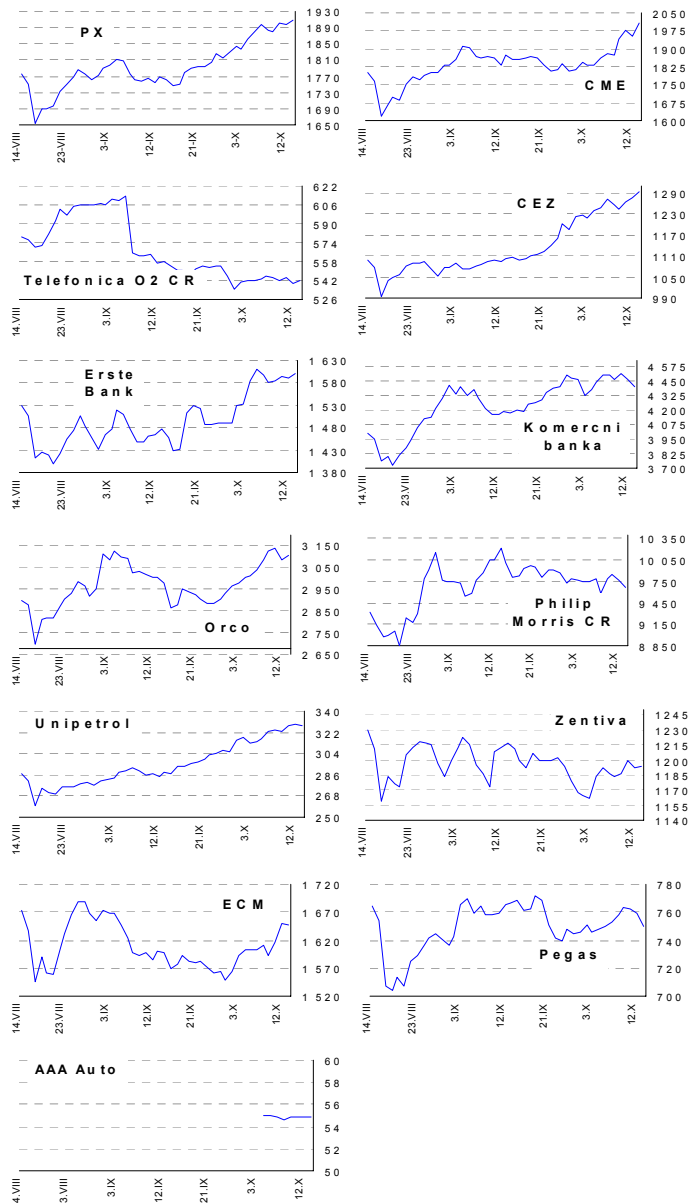 PX
1930
1890
1850
1810
1770
1730
1690
1650
14-VIII
23-VIII
3-IX
12-IX
21-IX
3-X
12-X
CME
2050
1975
1900
1825
1750
1675
1600
14.VIII
23.VIII
3.IX
12.IX
21.IX
3.X
12.X
Telefonica O2 CR
622
606
590
574
558
542
526
14.VIII
23.VIII
3.IX
12.IX
21.IX
3.X
12.X
CEZ
1290
1230
1170
1110
1050
990
14.VIII
23.VIII
3.IX
12.IX
21.IX
3.X
12.X
Erste
Bank
1 630
1 580
1 530
1 480
1 430
1 380
14.VIII
23.VIII
3.IX
12.IX
21.IX
3.X
12.X
Komercni
banka
4 575
4 450
4 325
4 200
4 075
3 950
3 825
3 700
14.VIII
23.VIII
3.IX
12.IX
21.IX
3.X
12.X
Orco
3 150
3 050
2 950
2 850
2 750
2 650
14.VIII
23.VIII
3.IX
12.IX
21.IX
3.X
12.X
Philip
Morris CR
10 350
10 050
9 750
9 450
9 150
8 850
14.VIII
23.VIII
3.IX
12.IX
21.IX
3.X
12.X
Unipetrol
340
322
304
286
268
250
14.VIII
23.VIII
3.IX
12.IX
21.IX
3.X
12.X
Zentiva
1245
1230
1215
1200
1185
1170
1155
1140
14.VIII
23.VIII
3.IX
12.IX
21.IX
3.X
12.X
ECM
1 720
1 670
1 620
1 570
1 520
14.VIII
23.VIII
3.IX
12.IX
21.IX
3.X
12.X
Pegas
780
760
740
720
700
14.VIII
23.VIII
3.IX
12.IX
21.IX
3.X
12.X
AAA Auto
60
58
56
54
52
50
4.VIII
3.VIII
3.IX
12.IX
21.IX
3.X
12.X